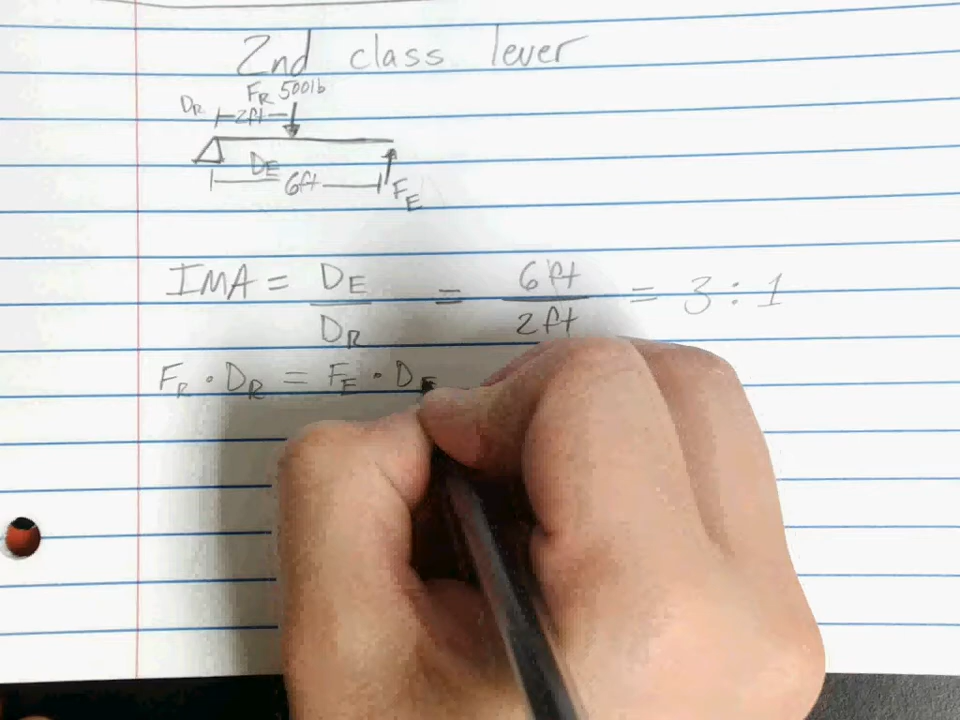 2nd class lever
FR 500lb
DR 2ft
DE
6ft
FE
IMA = DE/DR = 6ft/2ft = 3:1
FR · DR = FE · DE